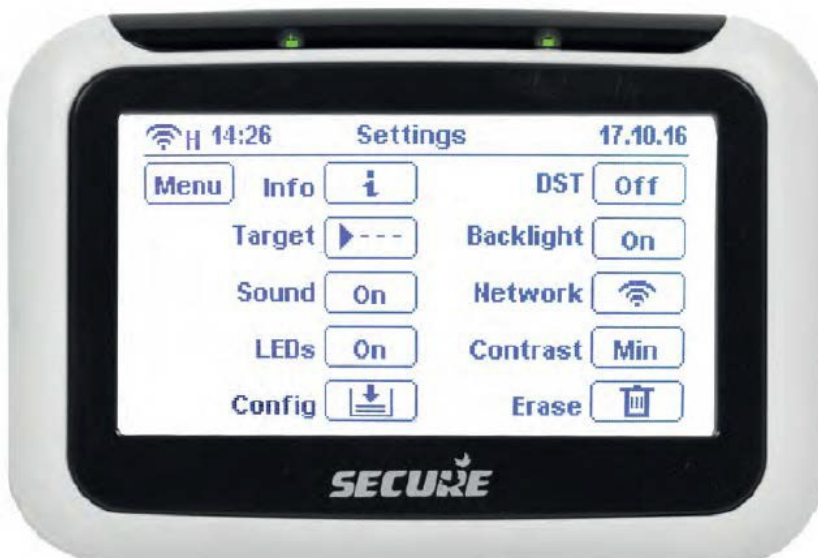 H 14:26 Settings 17.10.16
Menu Info i DST Off
Target --- Backlight On
Sound On Network
LEDs On Contrast Min
Config Erase
SECURE